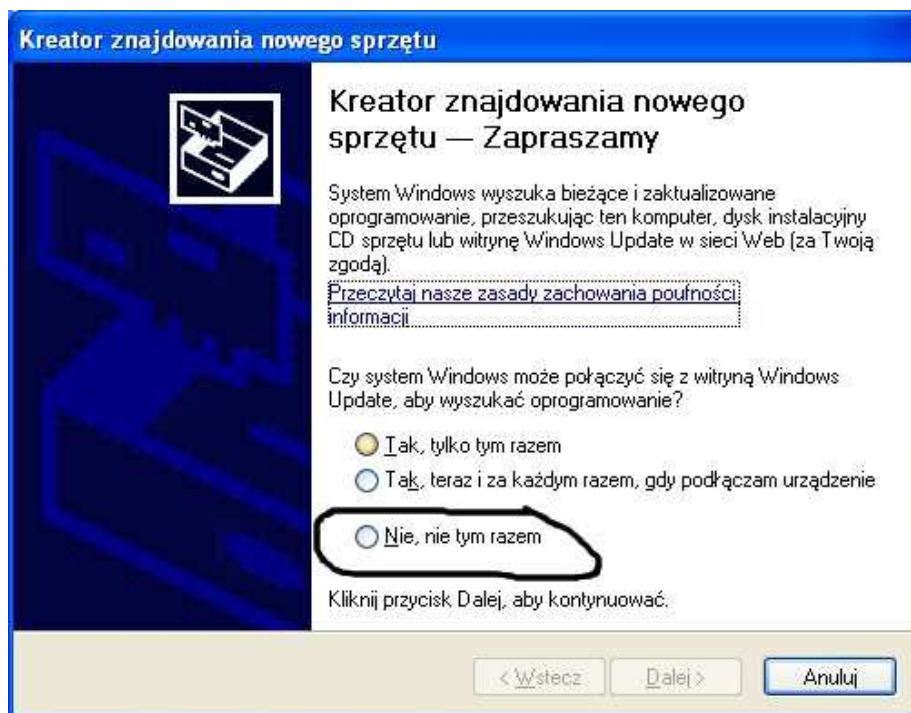 Kreator znajdowania nowego sprzętu
Kreator znajdowania nowego
sprzętu — Zapraszamy
System Windows wyszuka bieżące i zaktualizowane
oprogramowanie, przeszukując ten komputer, dysk instalacyjny
CD sprzętu lub witrynę Windows Update w sieci Web (za Twoją
zgodą).
Przeczytaj nasze zasady zachowania poufności
informacji
Czy system Windows może połączyć się z witryną Windows
Update, aby wyszukać oprogramowanie?
Tak, tylko tym razem
Tak, teraz i za każdym razem, gdy podłączam urządzenie
Nie, nie tym razem
Kliknij przycisk Dalej, aby kontynuować.
< Wstecz Dalej > Anuluj